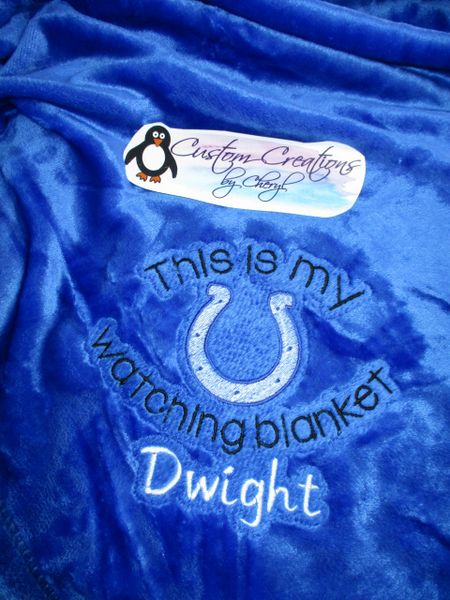 Custom Creations
by Cheryl
This is my
watching blanket
Dwight